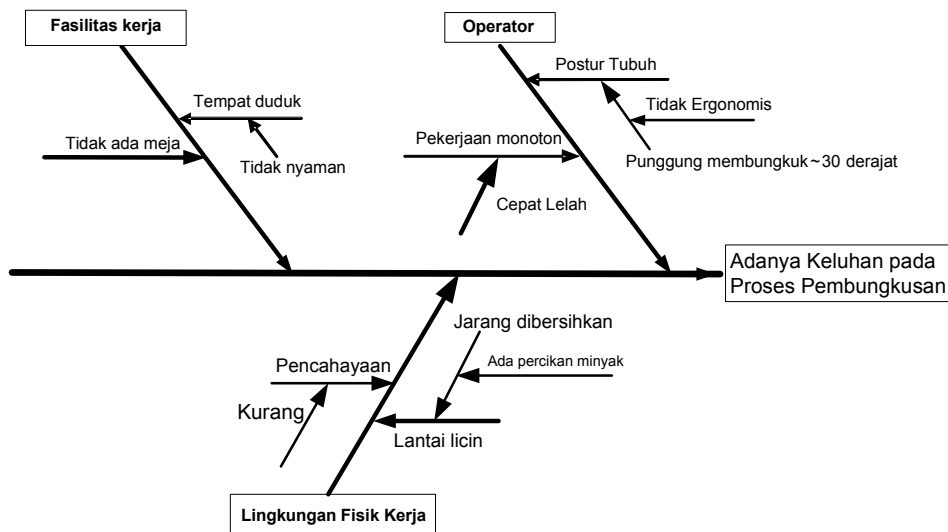 Fasilitas kerja
Operator
Postur Tubuh
Tempat duduk
Tidak Ergonomis
Tidak ada meja
Pekerjaan monoton
Tidak nyaman
Punggung membungkuk~30 derajat
Cepat Lelah
Adanya Keluhan pada
Proses Pembungkusan
Jarang dibersihkan
Pencahayaan
Ada percikan minyak
Kurang
Lantai licin
Lingkungan Fisik Kerja